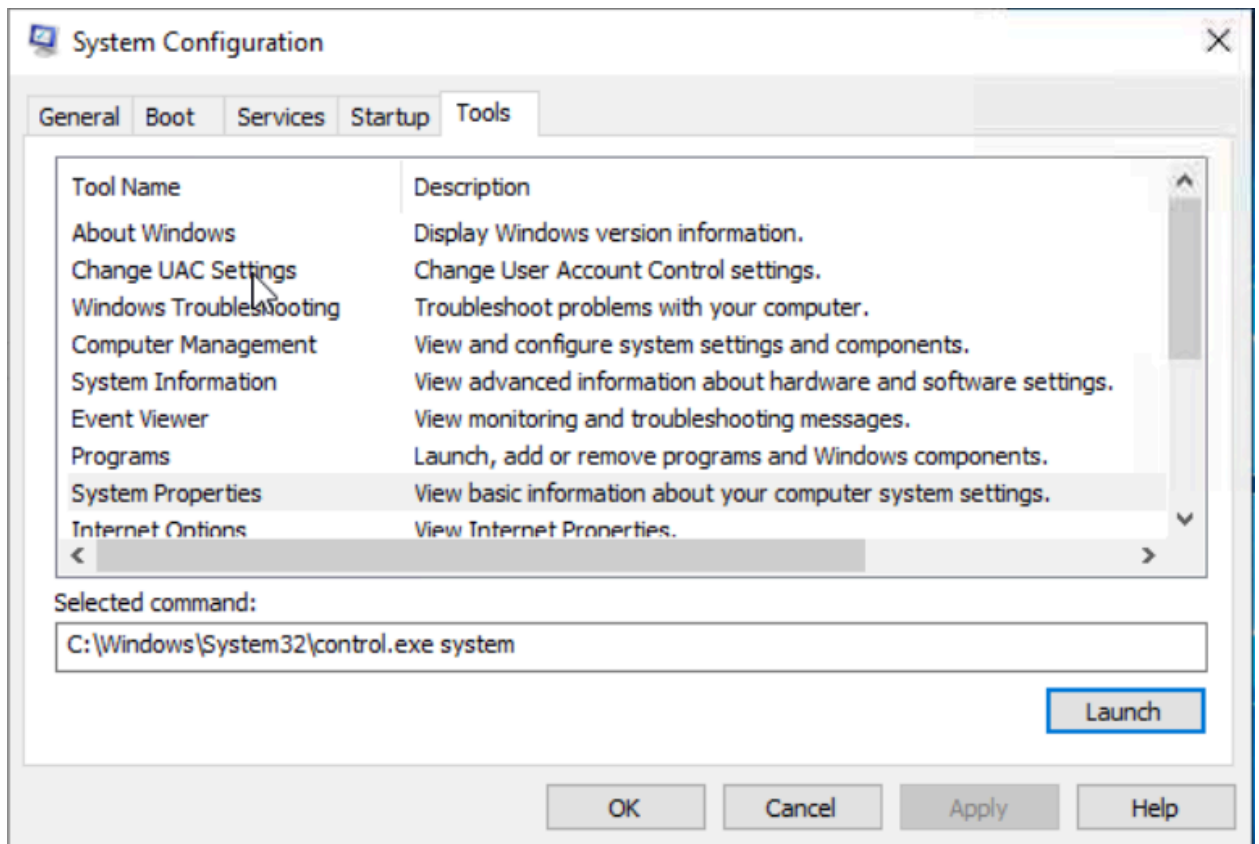 System Configuration
General Boot Services Startup Tools
Tool Name Description
About Windows Display Windows version information.
Change UAC Settings Change User Account Control settings.
Windows Troubleshooting Troubleshoot problems with your computer.
Computer Management View and configure system settings and components.
System Information View advanced information about hardware and software settings.
Event Viewer View monitoring and troubleshooting messages.
Programs Launch, add or remove programs and Windows components.
System Properties View basic information about your computer system settings.
Internet Options View Internet Properties.
Selected command:
C:\Windows\System32\control.exe system
Launch
OK Cancel Apply Help